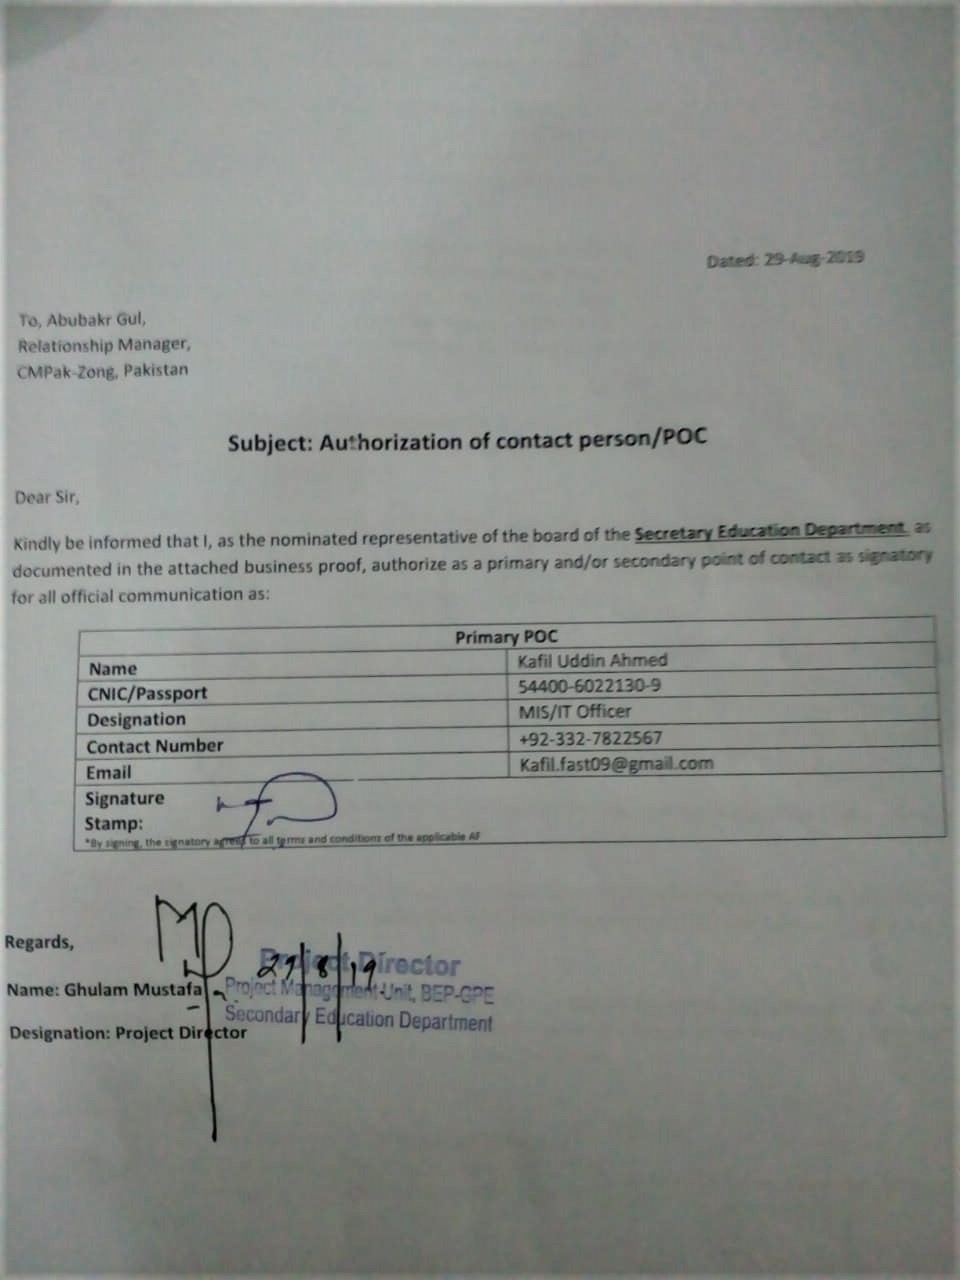 Dated: 29-Aug-2019
To, Abubakr Gul,
Relationship Manager,
CMPak-Zong, Pakistan
Subject: Authorization of contact person/POC
Dear Sir,
Kindly be informed that I, as the nominated representative of the board of the Secretary Education Department, as
documented in the attached business proof, authorize as a primary and/or secondary point of contact as signatory
for all official communication as:
Primary POC
Name Kafil Uddin Ahmed
CNIC/Passport 54400-6022130-9
Designation MIS/IT Officer
Contact Number +92-332-7822567
Email Kafil.fast09@gmail.com
Signature
Stamp:
*By signing, the signatory agrees to all terms and conditions of the applicable AF
Regards,
Project Director
29/8/19
Name: Ghulam Mustafa
Project Management Unit, BEP-GPE
Secondary Education Department
Designation: Project Director